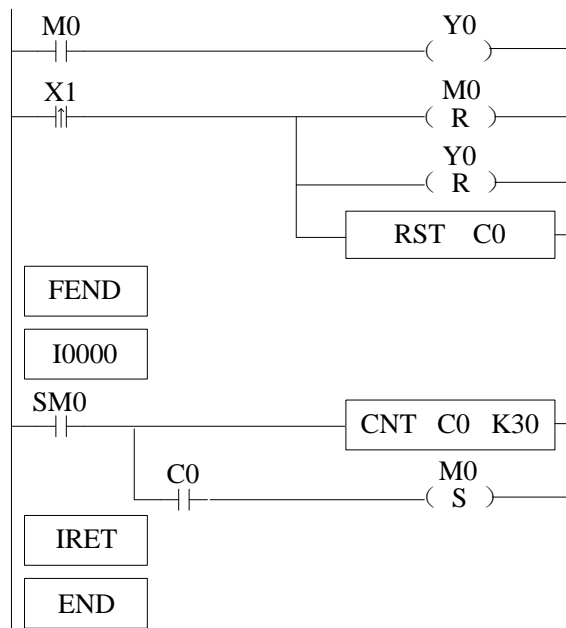 M0
Y0
X1
M0
R
Y0
R
RST C0
FEND
I0000
SM0
CNT C0 K30
C0
M0
S
IRET
END